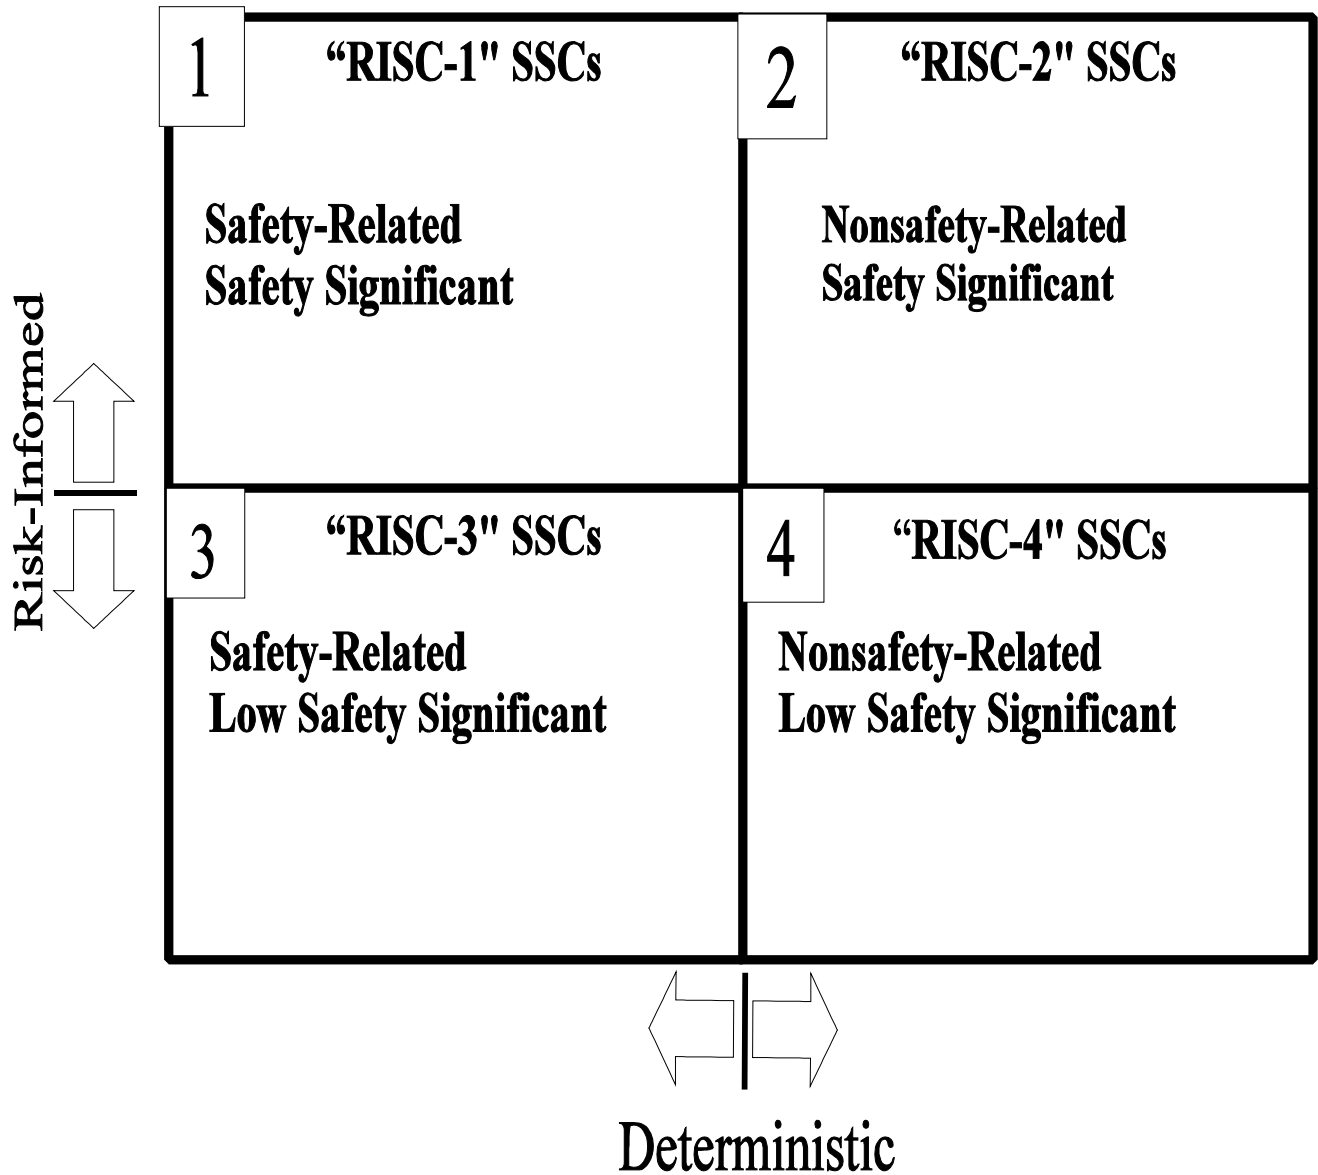 1
“RISC-1" SSCs
Safety-Related
Safety Significant
2
“RISC-2" SSCs
Nonsafety-Related
Safety Significant
Risk-Informed
3
“RISC-3" SSCs
Safety-Related
Low Safety Significant
4
“RISC-4" SSCs
Nonsafety-Related
Low Safety Significant
Deterministic